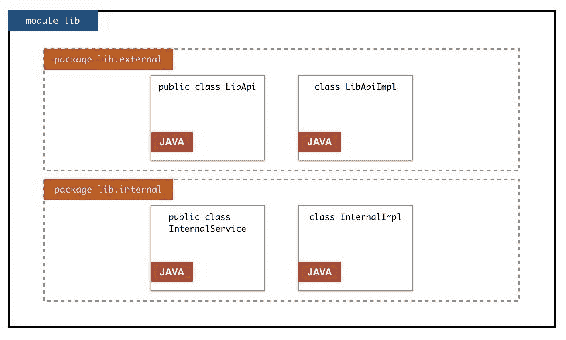 module lib
package lib.external
public class LibApi
class LibApiImpl
JAVA
JAVA
package lib.internal
public class
InternalService
class InternalImpl
JAVA
JAVA